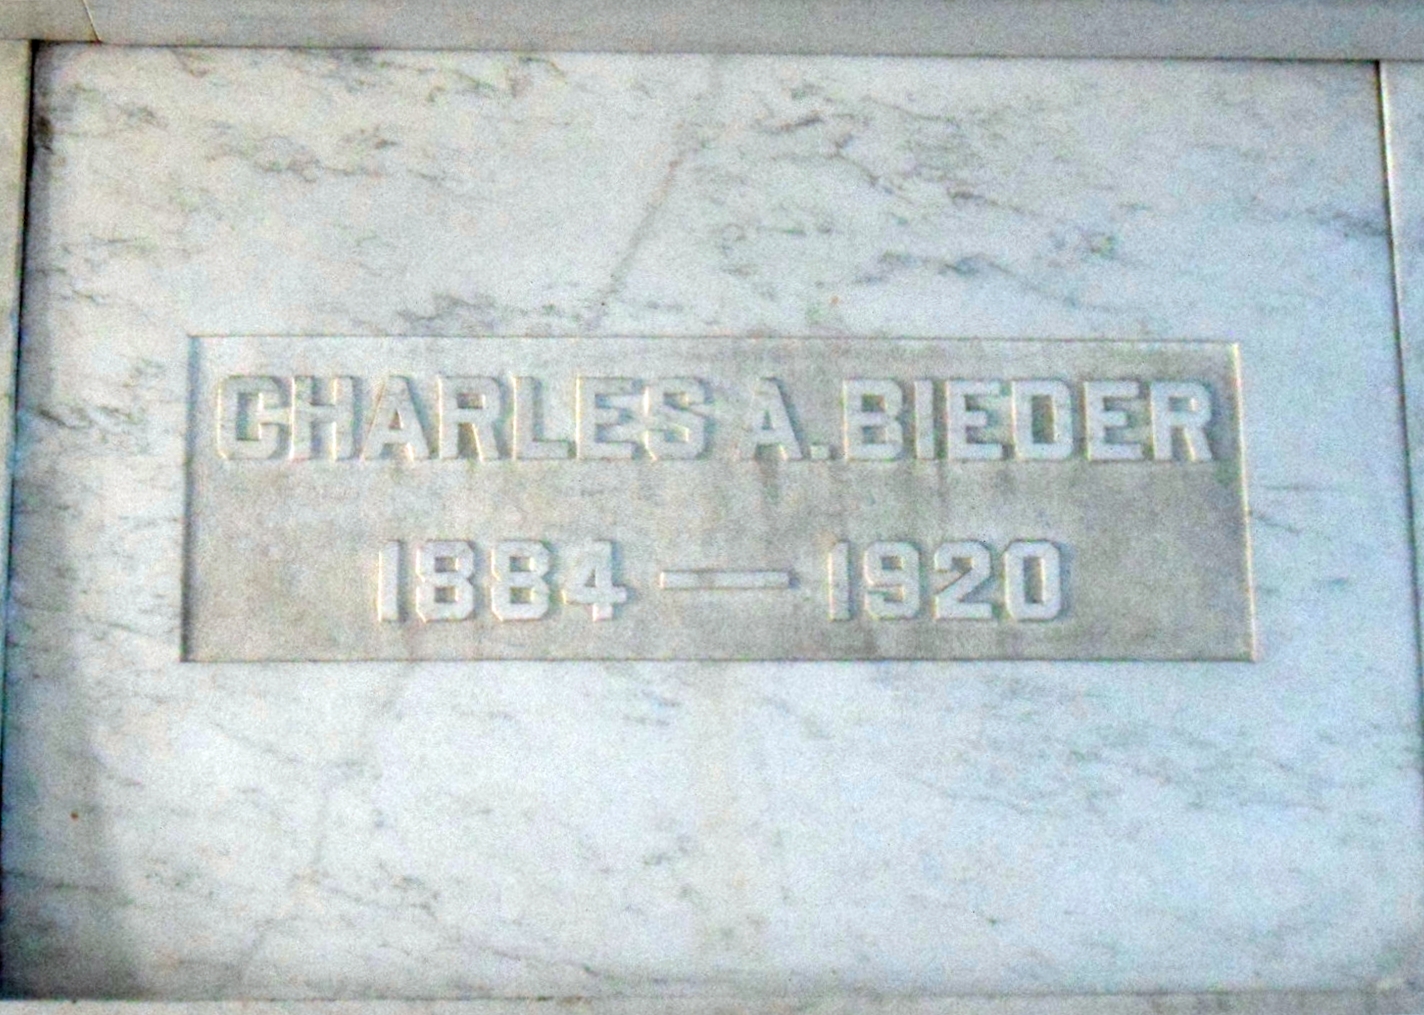 CHARLES A. BIEDER
1884 — 1920